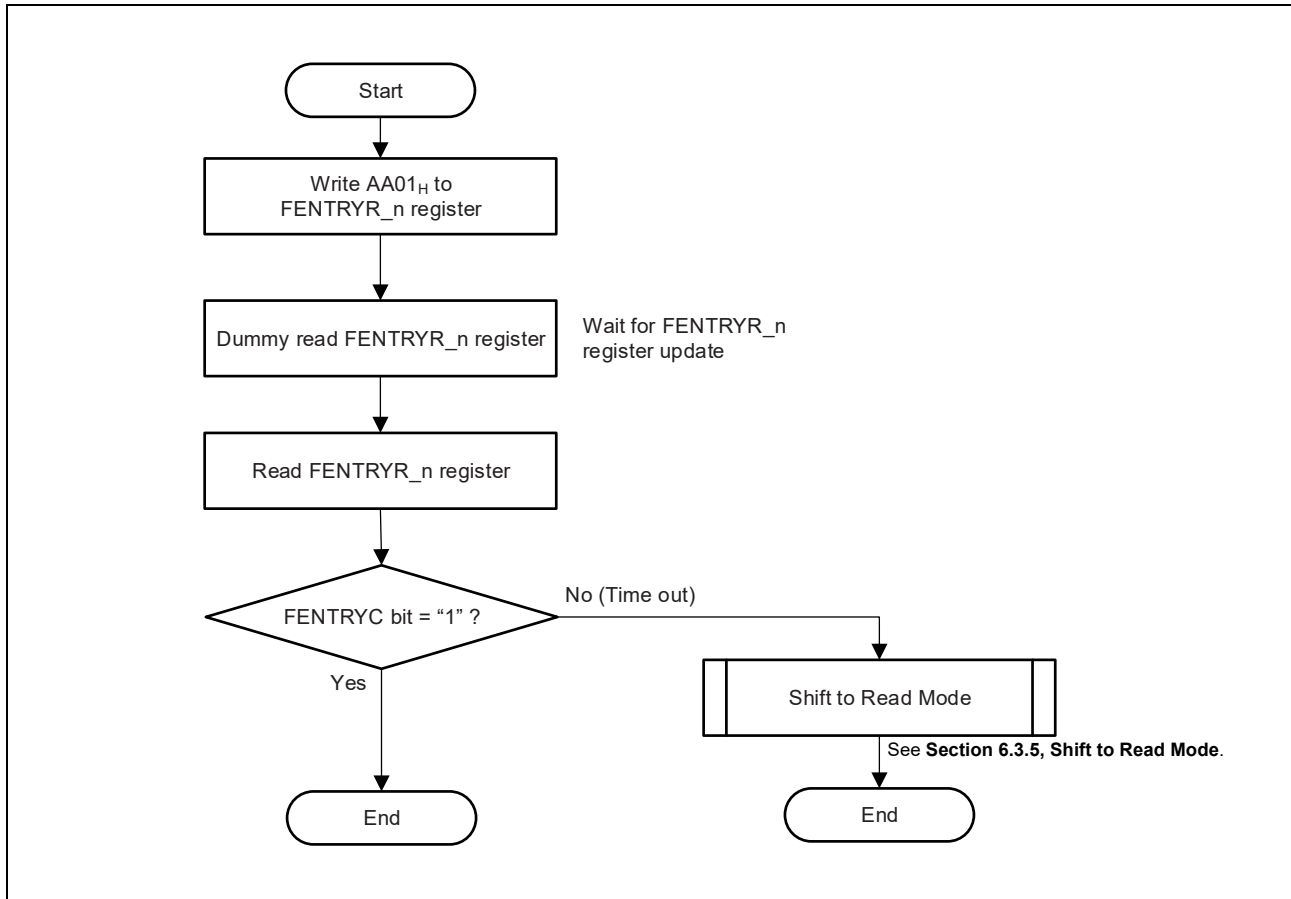 Start
Write AA01H to
FENTRYR_n register
Dummy read FENTRYR_n register
Wait for FENTRYR_n
register update
Read FENTRYR_n register
FENTRYC bit = “1” ?
No (Time out)
Yes
Shift to Read Mode
See Section 6.3.5, Shift to Read Mode.
End
End